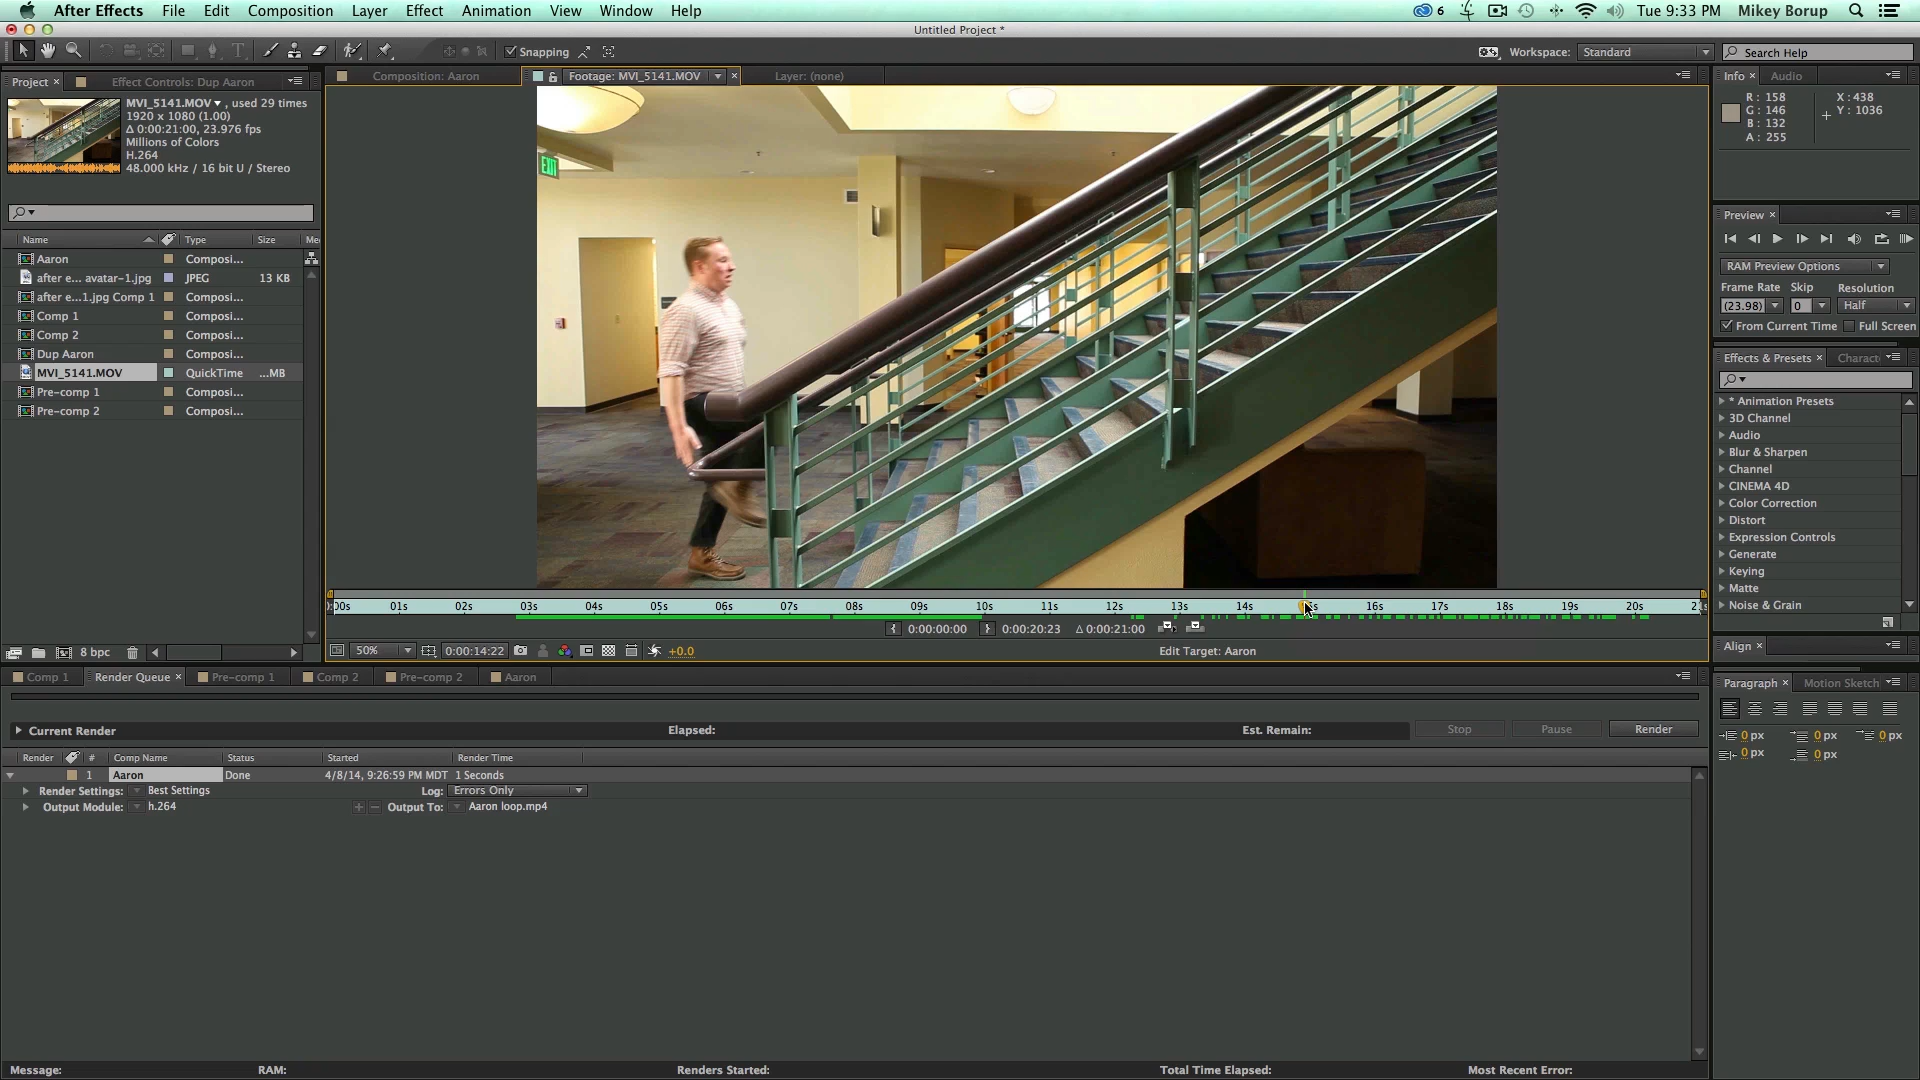 After Effects File Edit Composition Layer Effect Animation View Window Help 6 Tue 9:33 PM Mikey Borup
Untitled Project *
Snapping Workspace: Standard Search Help
Project × Effect Controls: Dup Aaron
MVI_5141.MOV , used 29 times
1920 x 1080 (1.00)
Δ 0:00:21:00, 23.976 fps
Millions of Colors
H.264
48.000 kHz / 16 bit U / Stereo
Name Type Size Me
Aaron Composi...
after e... avatar-1.jpg JPEG 13 KB
after e...1.jpg Comp 1 Composi...
Comp 1 Composi...
Comp 2 Composi...
Dup Aaron Composi...
MVI_5141.MOV QuickTime ...MB
Pre-comp 1 Composi...
Pre-comp 2 Composi...
8 bpc
Composition: Aaron Footage: MVI_5141.MOV × Layer: (none)
EXIT
00s 01s 02s 03s 04s 05s 06s 07s 08s 09s 10s 11s 12s 13s 14s 16s 17s 18s 19s 20s
0:00:00:00 0:00:20:23 Δ 0:00:21:00
50% 0:00:14:22 +0.0 Edit Target: Aaron
Info × Audio
R: 158 X: 438
G: 146 Y: 1036
B: 132
A: 255
Preview ×
RAM Preview Options
Frame Rate Skip Resolution
(23.98) 0 Half
From Current Time Full Screen
Effects & Presets × Charact
* Animation Presets
3D Channel
Audio
Blur & Sharpen
Channel
CINEMA 4D
Color Correction
Distort
Expression Controls
Generate
Keying
Matte
Noise & Grain
Align ×
Paragraph × Motion Sketch
0 px 0 px 0 px
0 px 0 px
Comp 1 Render Queue × Pre-comp 1 Comp 2 Pre-comp 2 Aaron
Current Render Elapsed: Est. Remain: Stop Pause Render
Render # Comp Name Status Started Render Time
1 Aaron Done 4/8/14, 9:26:59 PM MDT 1 Seconds
Render Settings: Best Settings Log: Errors Only
Output Module: h.264 Output To: Aaron loop.mp4
Message: RAM: Renders Started: Total Time Elapsed: Most Recent Error: